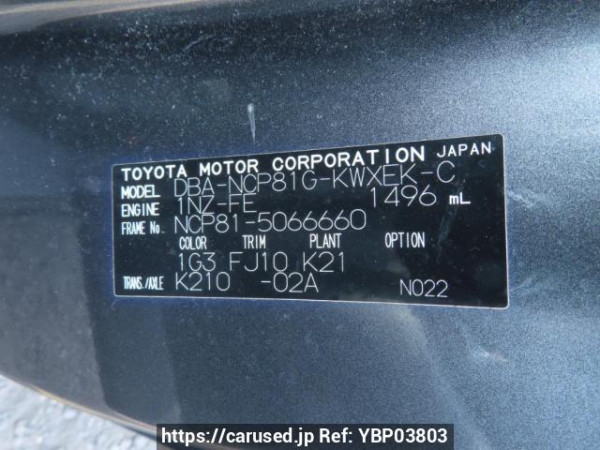 TOYOTA MOTOR CORPORATION JAPAN
MODEL DBA-NCP81G-KWXEK-C
ENGINE 1NZ-FE 1496 mL
FRAME No. NCP81-5066660
COLOR TRIM PLANT OPTION
1G3 FJ10 K21
TRANS./AXLE K210 -02A N022
https://carused.jp Ref: YBP03803